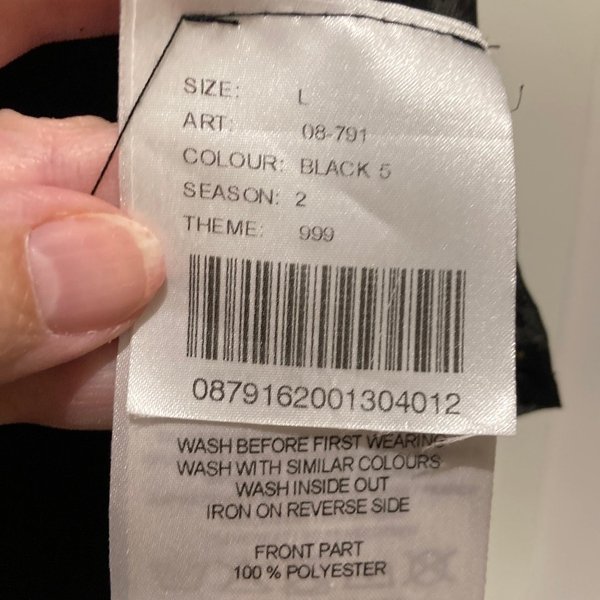 SIZE: L
ART: 08-791
COLOUR: BLACK 5
SEASON: 2
THEME: 999
0879162001304012
WASH BEFORE FIRST WEARING
WASH WITH SIMILAR COLOURS
WASH INSIDE OUT
IRON ON REVERSE SIDE
FRONT PART
100 % POLYESTER